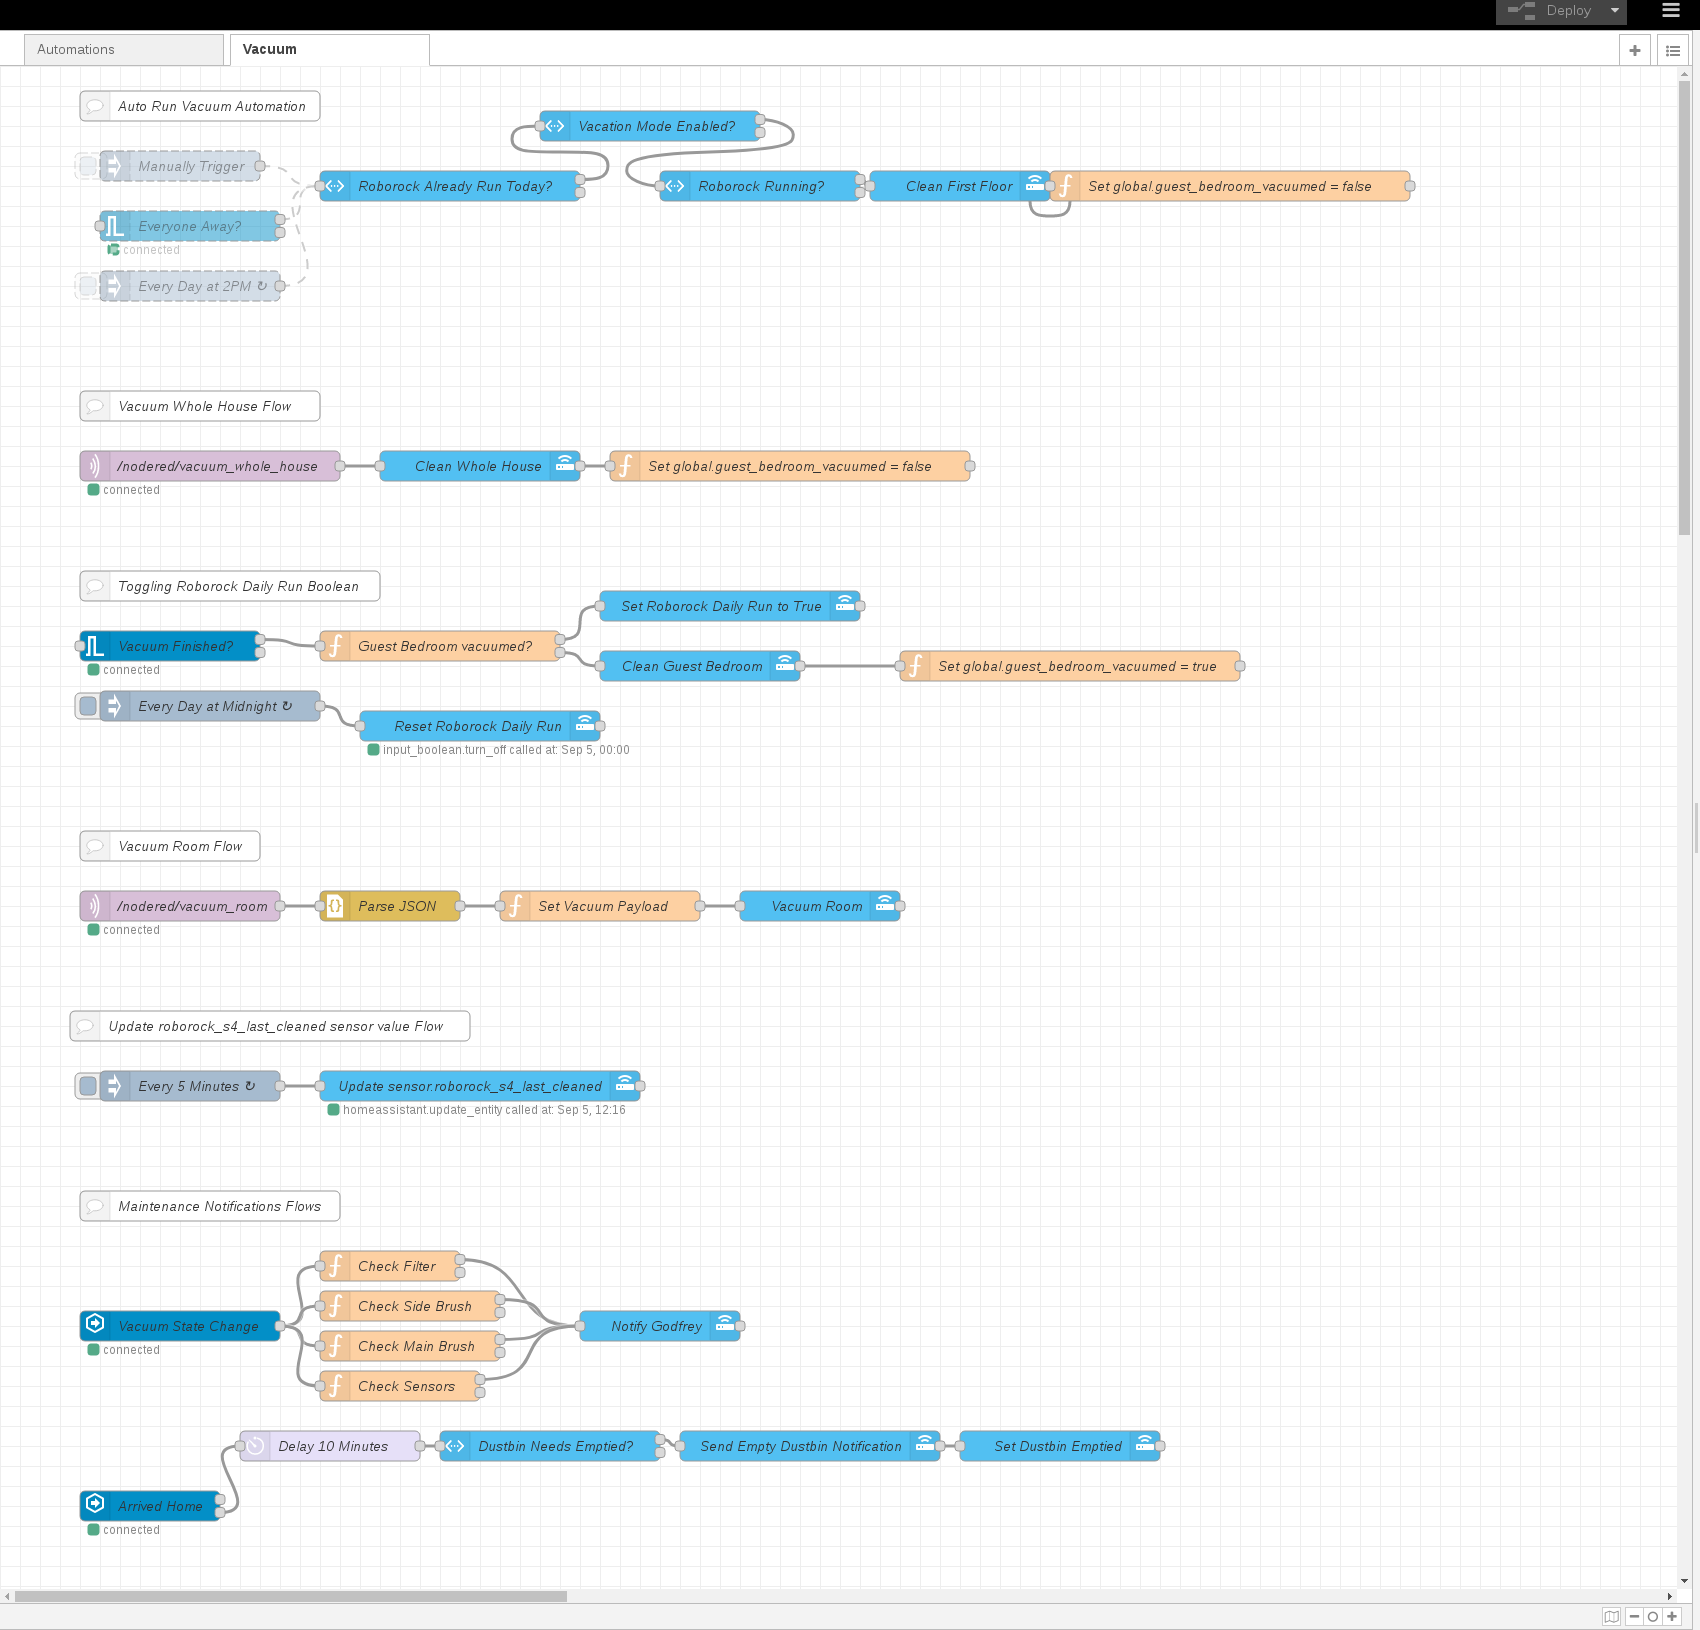 Deploy
Automations
Vacuum
Auto Run Vacuum Automation
Vacation Mode Enabled?
Manually Trigger
Roborock Already Run Today?
Roborock Running?
Clean First Floor
Set global.guest_bedroom_vacuumed = false
Everyone Away?
connected
Every Day at 2PM ↻
Vacuum Whole House Flow
/nodered/vacuum_whole_house
Clean Whole House
Set global.guest_bedroom_vacuumed = false
connected
Toggling Roborock Daily Run Boolean
Set Roborock Daily Run to True
Vacuum Finished?
Guest Bedroom vacuumed?
connected
Clean Guest Bedroom
Set global.guest_bedroom_vacuumed = true
Every Day at Midnight ↻
Reset Roborock Daily Run
input_boolean.turn_off called at: Sep 5, 00:00
Vacuum Room Flow
/nodered/vacuum_room
Parse JSON
Set Vacuum Payload
Vacuum Room
connected
Update roborock_s4_last_cleaned sensor value Flow
Every 5 Minutes ↻
Update sensor.roborock_s4_last_cleaned
homeassistant.update_entity called at: Sep 5, 12:16
Maintenance Notifications Flows
Check Filter
Check Side Brush
Vacuum State Change
Notify Godfrey
connected
Check Main Brush
Check Sensors
Delay 10 Minutes
Dustbin Needs Emptied?
Send Empty Dustbin Notification
Set Dustbin Emptied
Arrived Home
connected